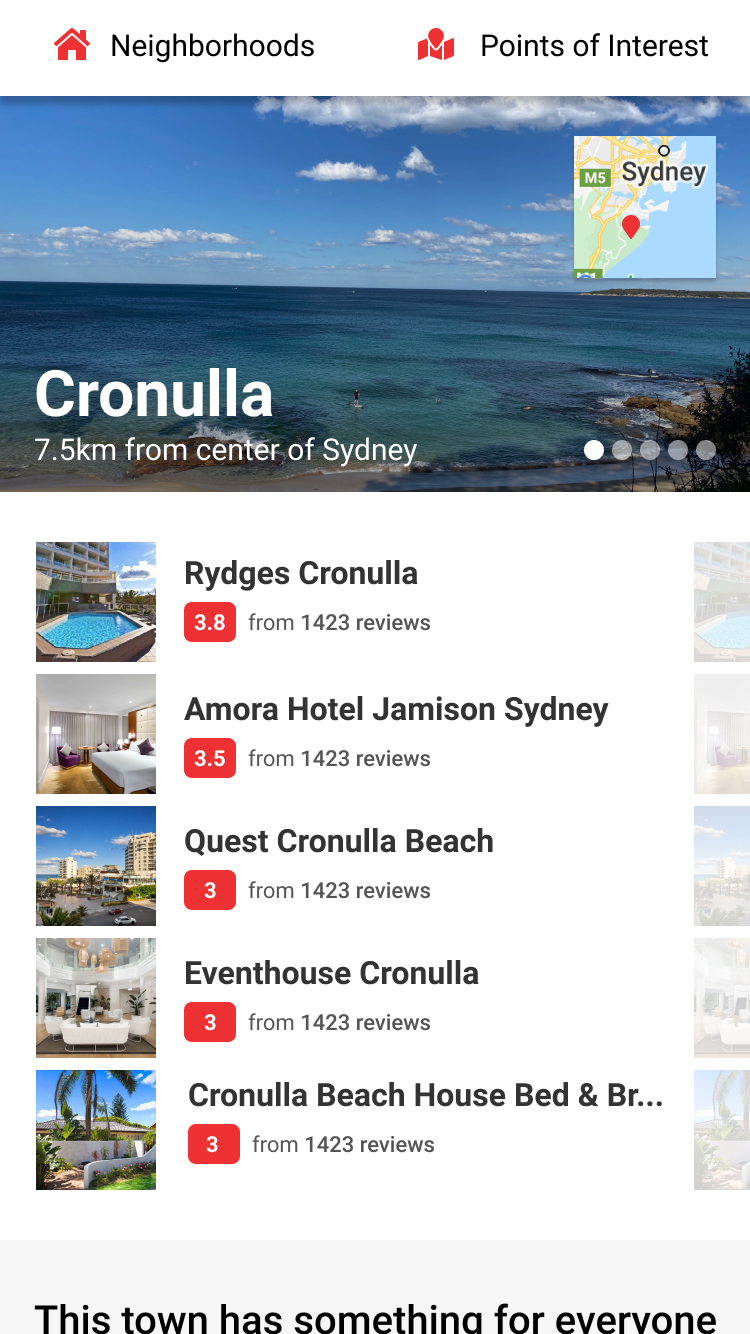 Neighborhoods
Points of Interest
M5
Sydney
Cronulla
7.5km from center of Sydney
Rydges Cronulla
3.8 from 1423 reviews
Amora Hotel Jamison Sydney
3.5 from 1423 reviews
Quest Cronulla Beach
3 from 1423 reviews
Eventhouse Cronulla
3 from 1423 reviews
Cronulla Beach House Bed & Br...
3 from 1423 reviews
This town has something for everyone